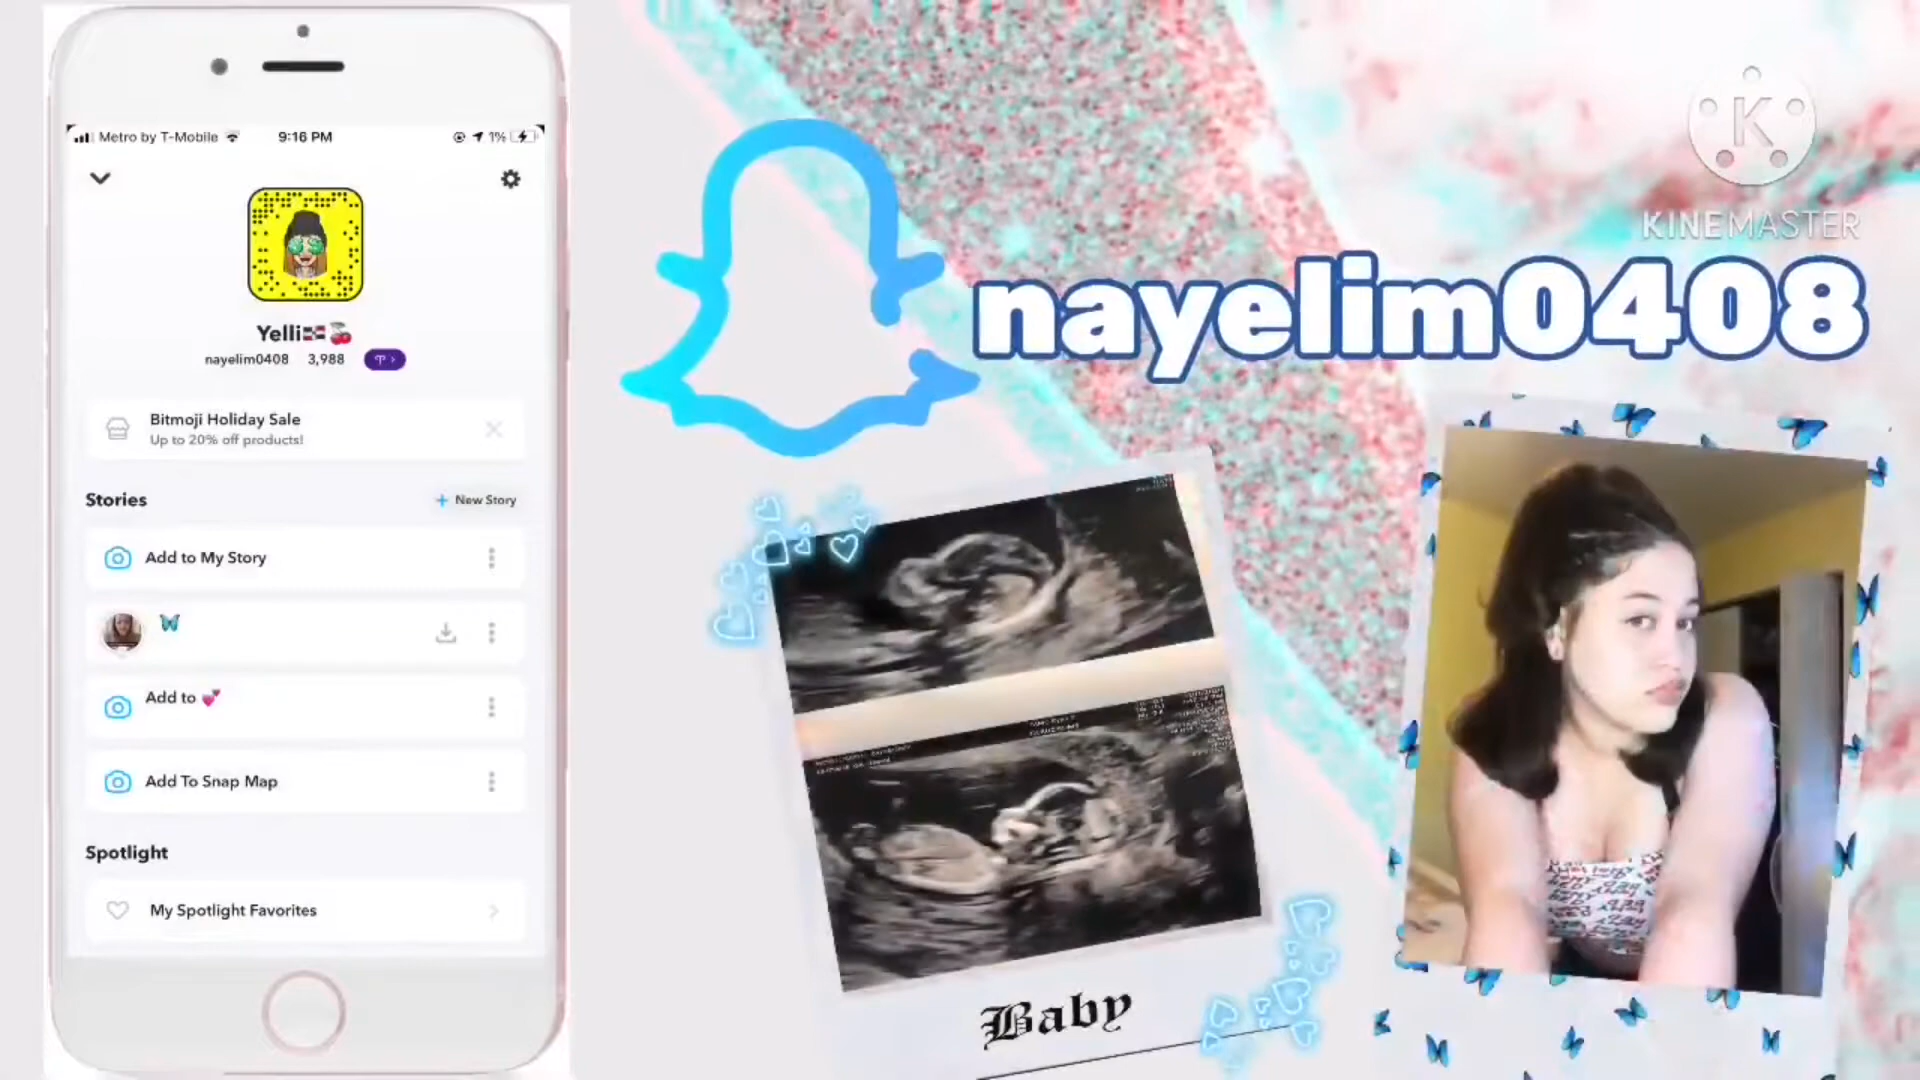 Metro by T-Mobile 9:16 PM 1%
Yelli
nayelim0408 3,988
Bitmoji Holiday Sale
Up to 20% off products!
Stories + New Story
Add to My Story
Add to
Add To Snap Map
Spotlight
My Spotlight Favorites
K
KINEMASTER
nayelim0408
Baby